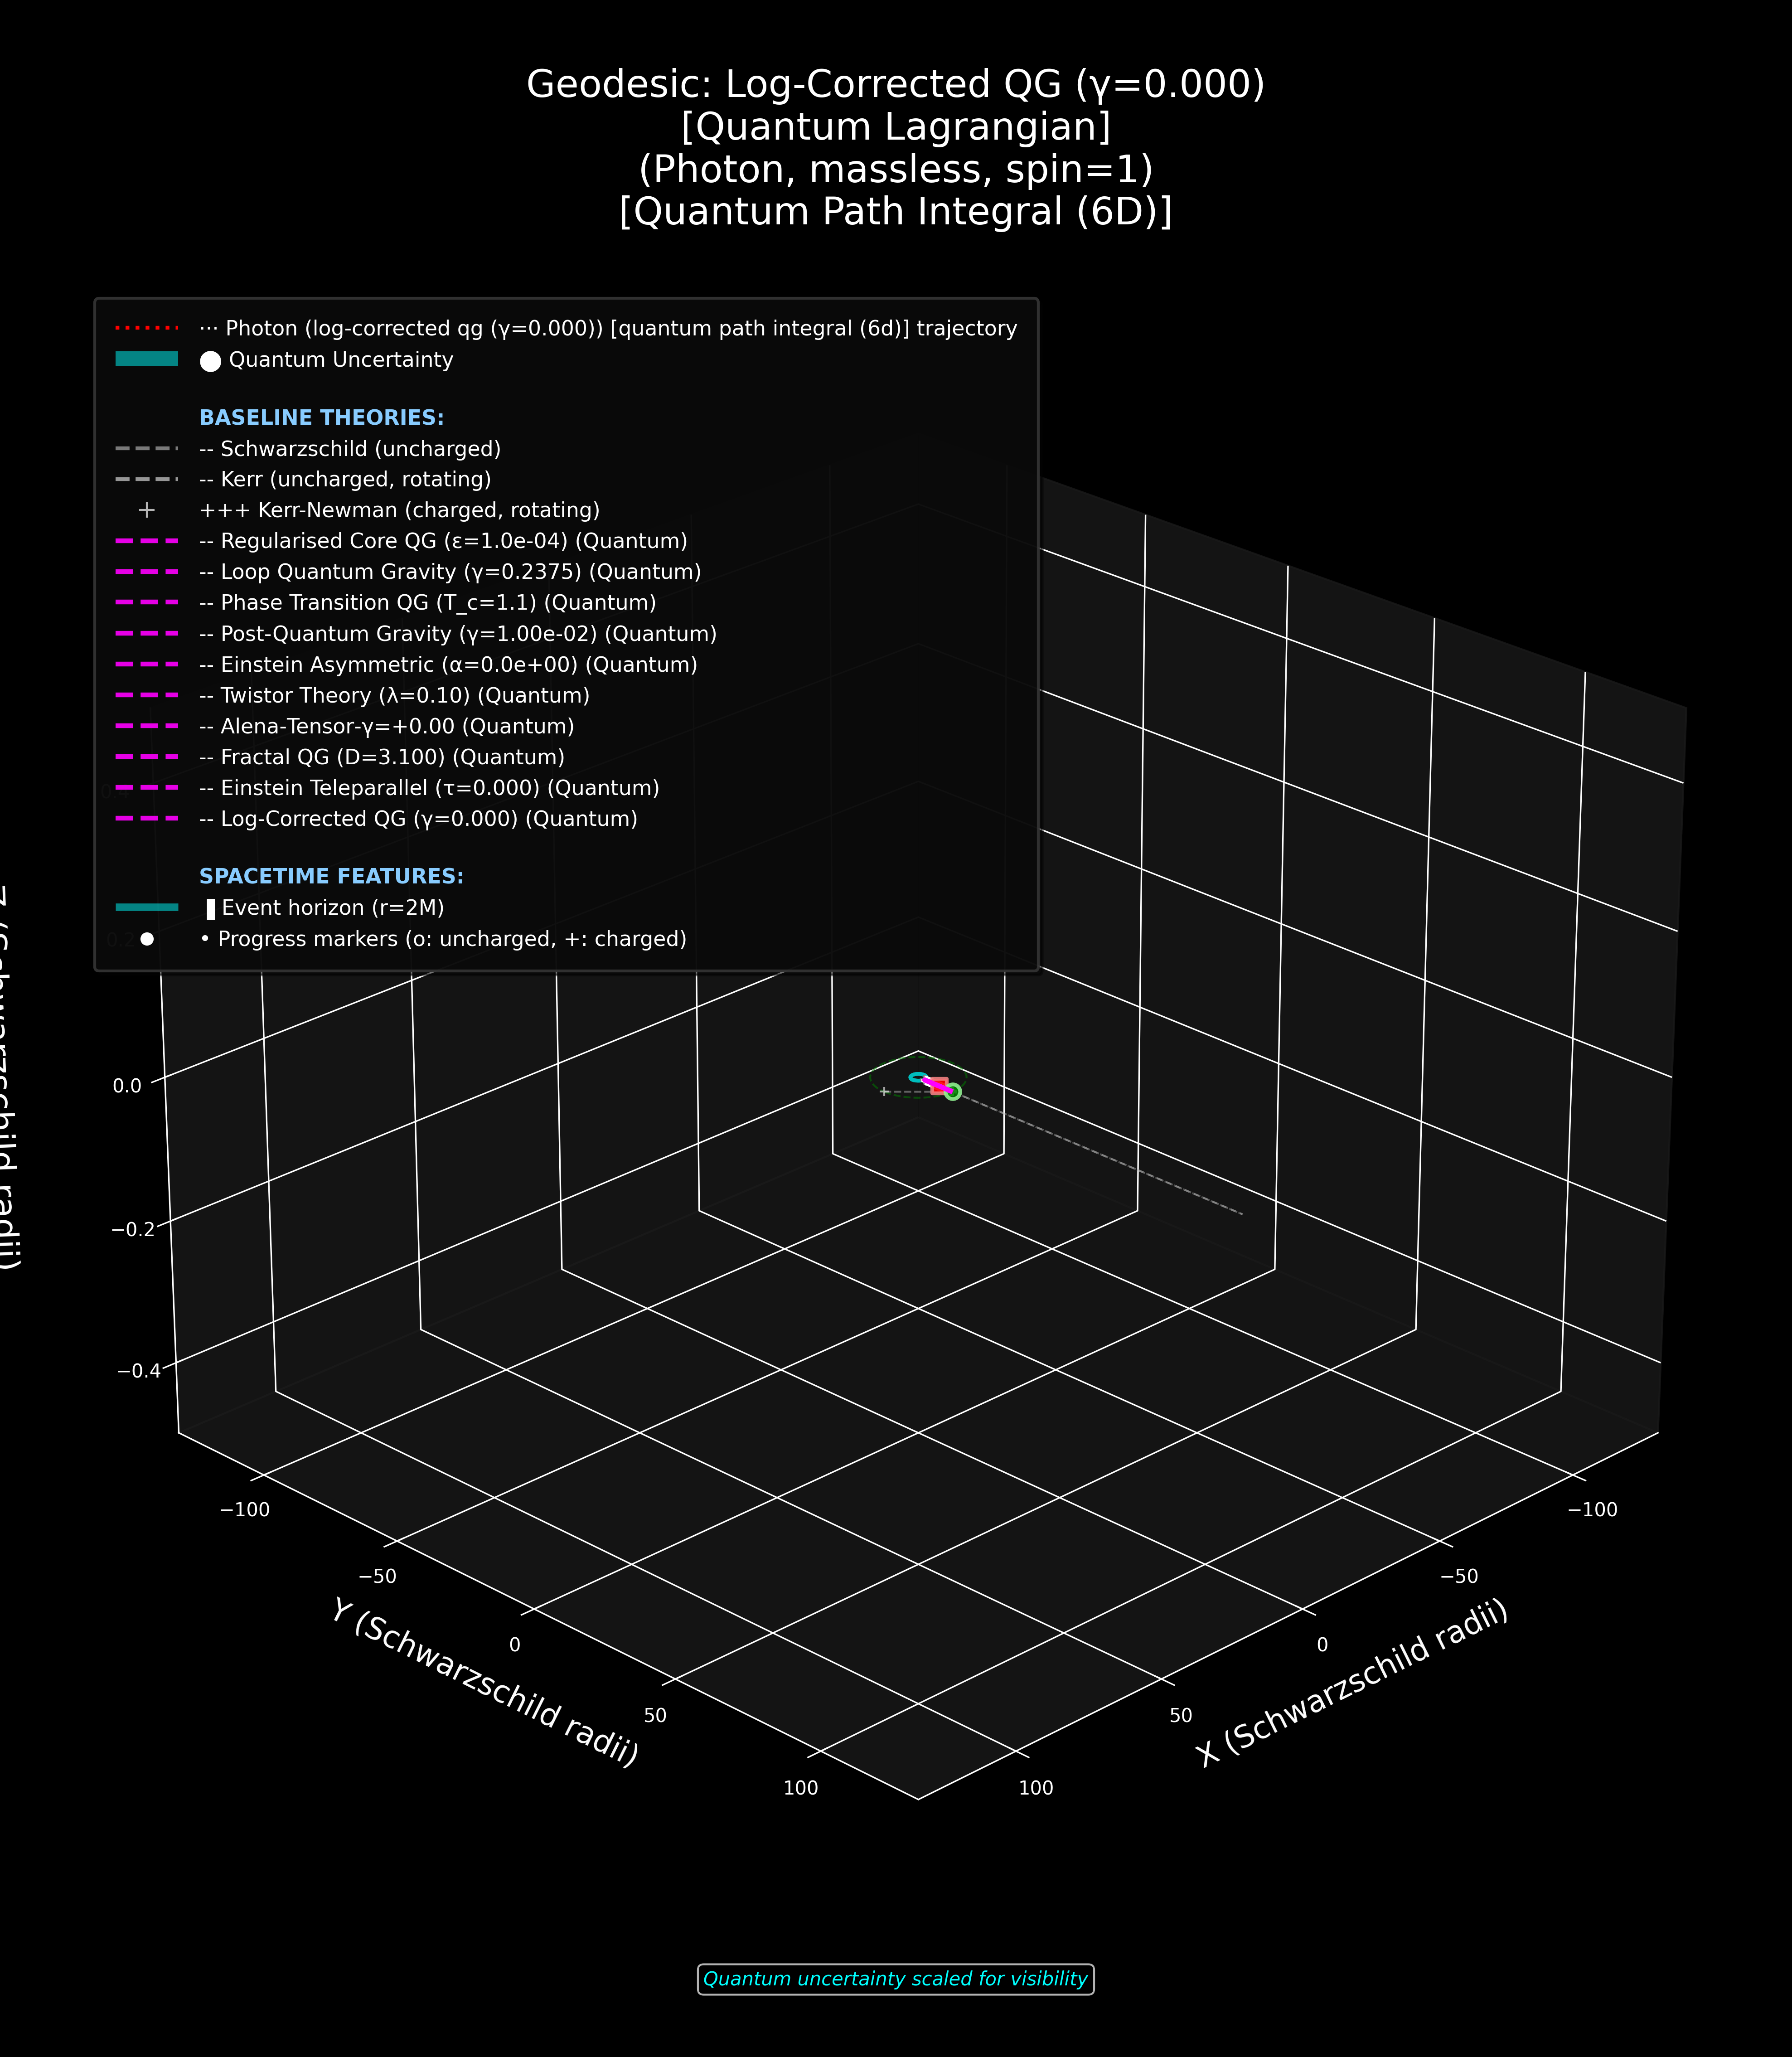 Geodesic: Log-Corrected QG (γ=0.000)
[Quantum Lagrangian]
(Photon, massless, spin=1)
[Quantum Path Integral (6D)]
··· Photon (log-corrected qg (γ=0.000)) [quantum path integral (6d)] trajectory
● Quantum Uncertainty
BASELINE THEORIES:
-- Schwarzschild (uncharged)
-- Kerr (uncharged, rotating)
+++ Kerr-Newman (charged, rotating)
-- Regularised Core QG (ε=1.0e-04) (Quantum)
-- Loop Quantum Gravity (γ=0.2375) (Quantum)
-- Phase Transition QG (T_c=1.1) (Quantum)
-- Post-Quantum Gravity (γ=1.00e-02) (Quantum)
-- Einstein Asymmetric (α=0.0e+00) (Quantum)
-- Twistor Theory (λ=0.10) (Quantum)
-- Alena-Tensor-γ=+0.00 (Quantum)
-- Fractal QG (D=3.100) (Quantum)
-- Einstein Teleparallel (τ=0.000) (Quantum)
-- Log-Corrected QG (γ=0.000) (Quantum)
SPACETIME FEATURES:
▌Event horizon (r=2M)
• Progress markers (o: uncharged, +: charged)
0.2
0.0
−0.2
−0.4
radii)
−100
−50
0
50
100
Y (Schwarzschild radii)
100
50
0
−50
−100
X (Schwarzschild radii)
Quantum uncertainty scaled for visibility